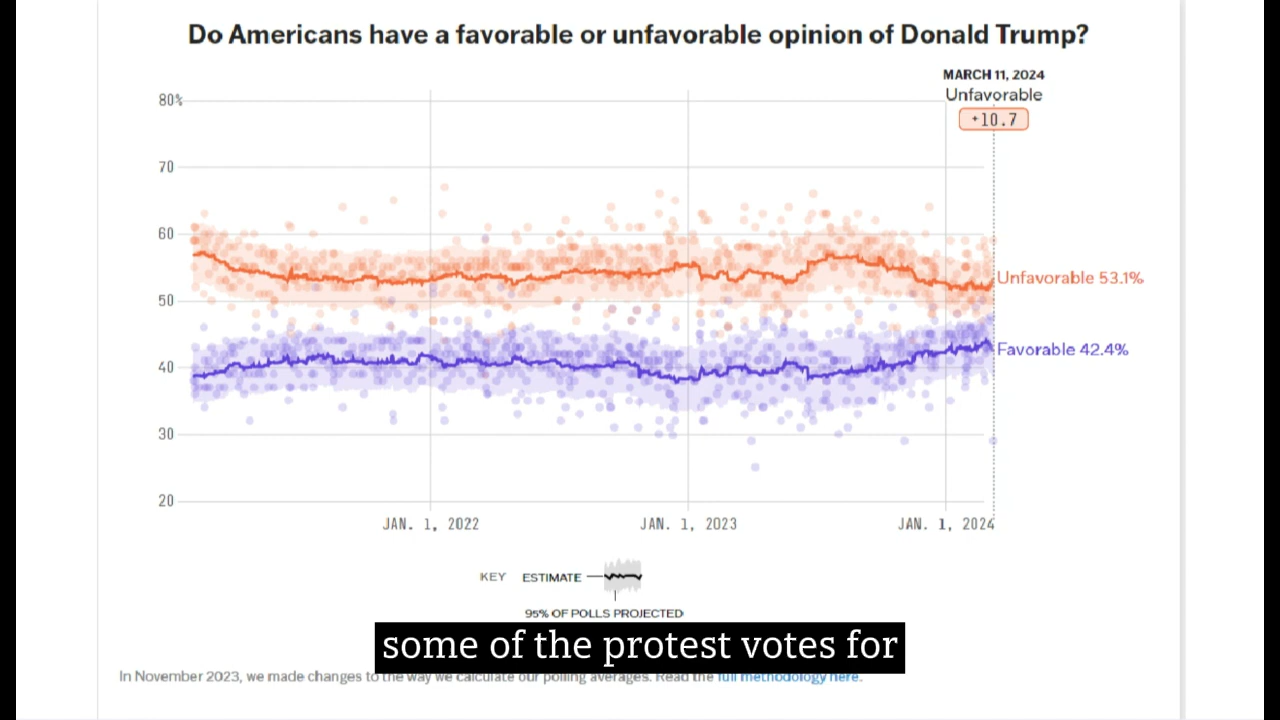 Do Americans have a favorable or unfavorable opinion of Donald Trump?
MARCH 11, 2024
Unfavorable
+10.7
80%
70
60
50
40
30
20
Unfavorable 53.1%
Favorable 42.4%
JAN. 1, 2022 JAN. 1, 2023 JAN. 1, 2024
KEY ESTIMATE
95% OF POLLS PROJECTED
some of the protest votes for
In November 2023, we made changes to the way we calculate our polling averages. Read the full methodology here.